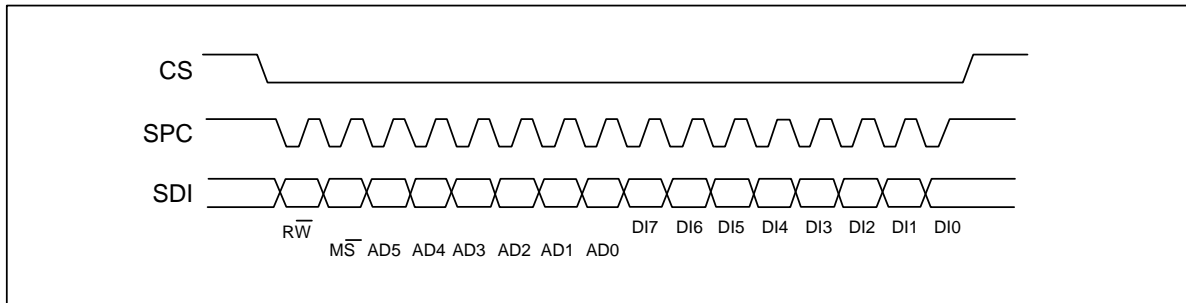 CS
SPC
SDI
RW̅ DI7 DI6 DI5 DI4 DI3 DI2 DI1 DI0
MS̅ AD5 AD4 AD3 AD2 AD1 AD0